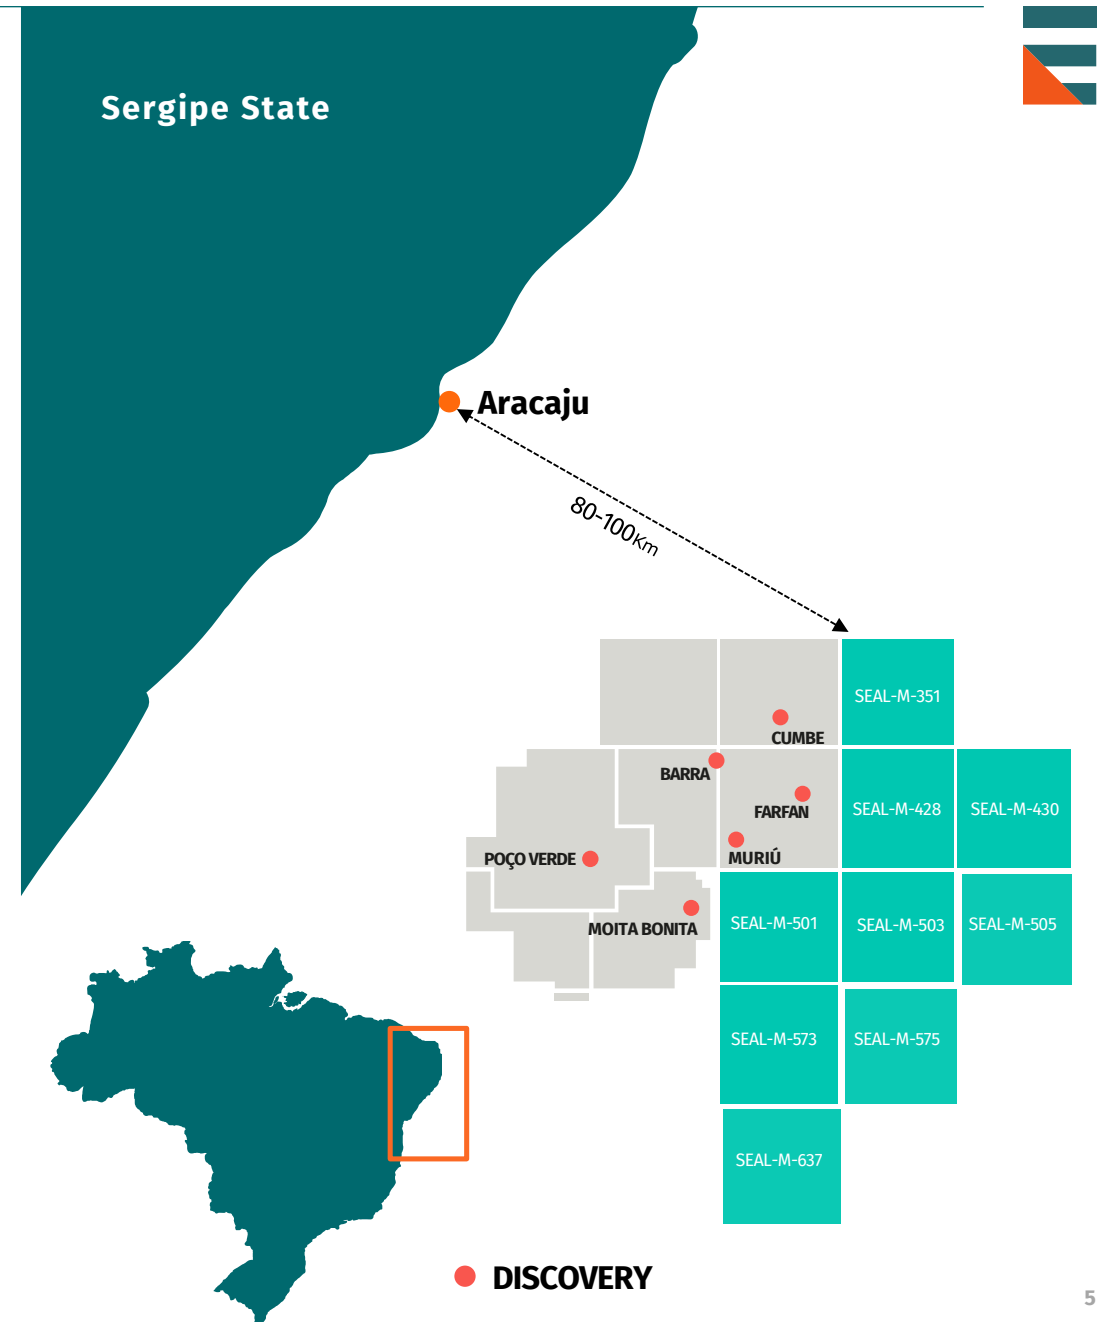 Sergipe State
Aracaju
80-100Km
SEAL-M-351
CUMBE
BARRA
FARFAN
SEAL-M-428
SEAL-M-430
MURIÚ
POÇO VERDE
MOITA BONITA
SEAL-M-501
SEAL-M-503
SEAL-M-505
SEAL-M-573
SEAL-M-575
SEAL-M-637
DISCOVERY
5